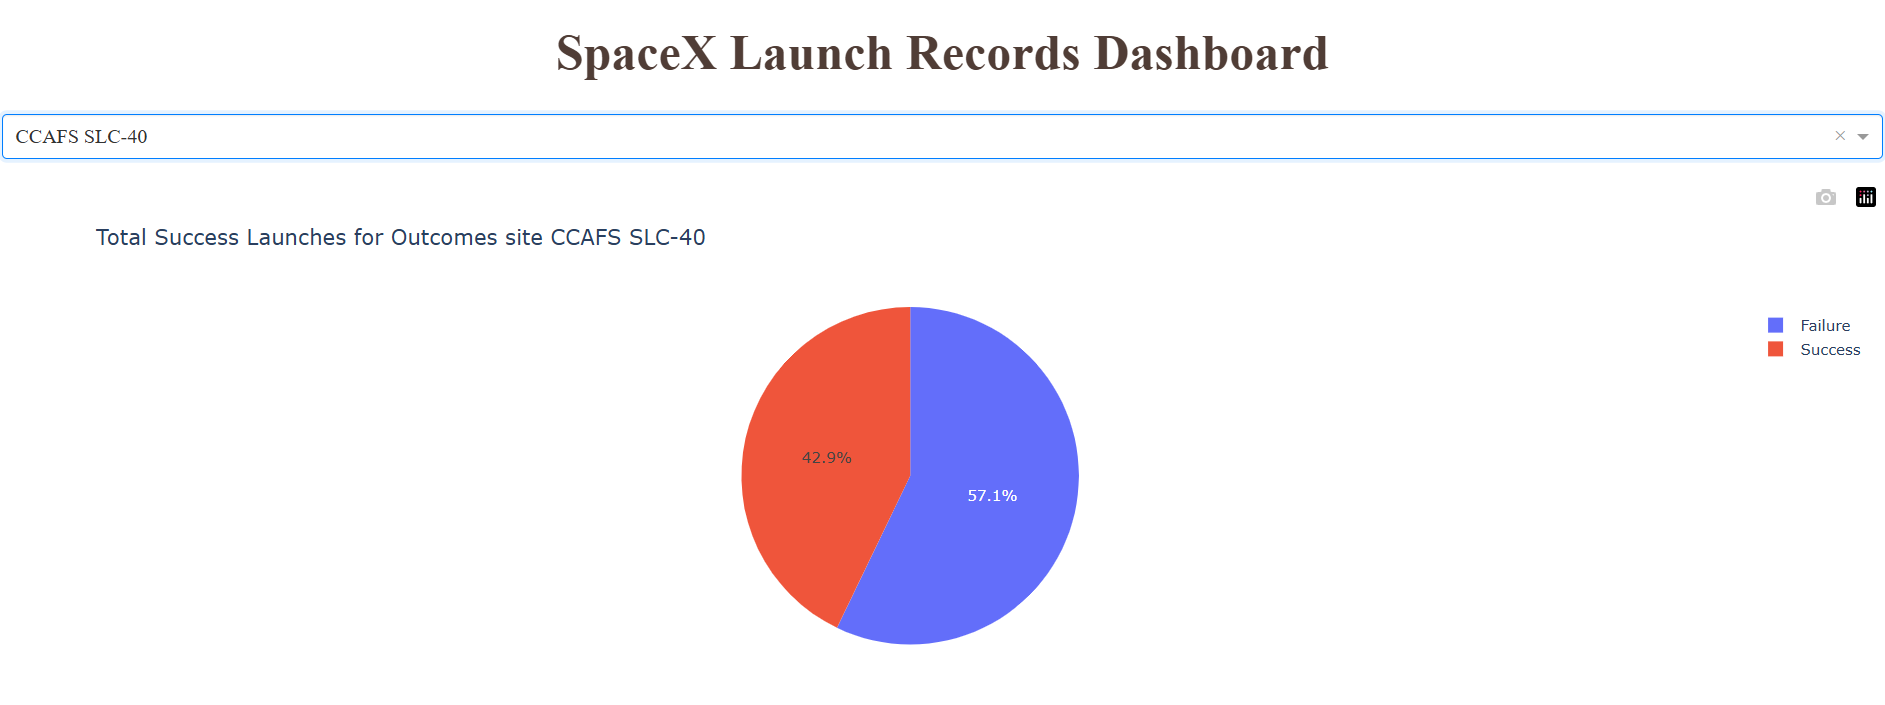 SpaceX Launch Records Dashboard
CCAFS SLC-40
Total Success Launches for Outcomes site CCAFS SLC-40
Failure
Success
42.9%
57.1%